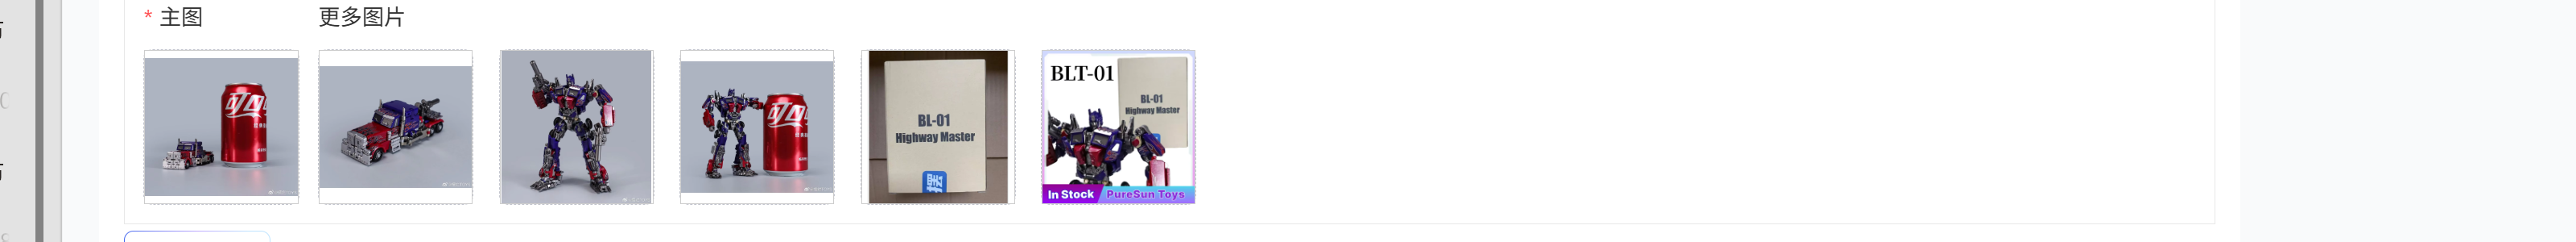 * 主图
更多图片
BL-01
Highway Master
BLT-01
BL-01
Highway Master
In Stock
PureSun Toys